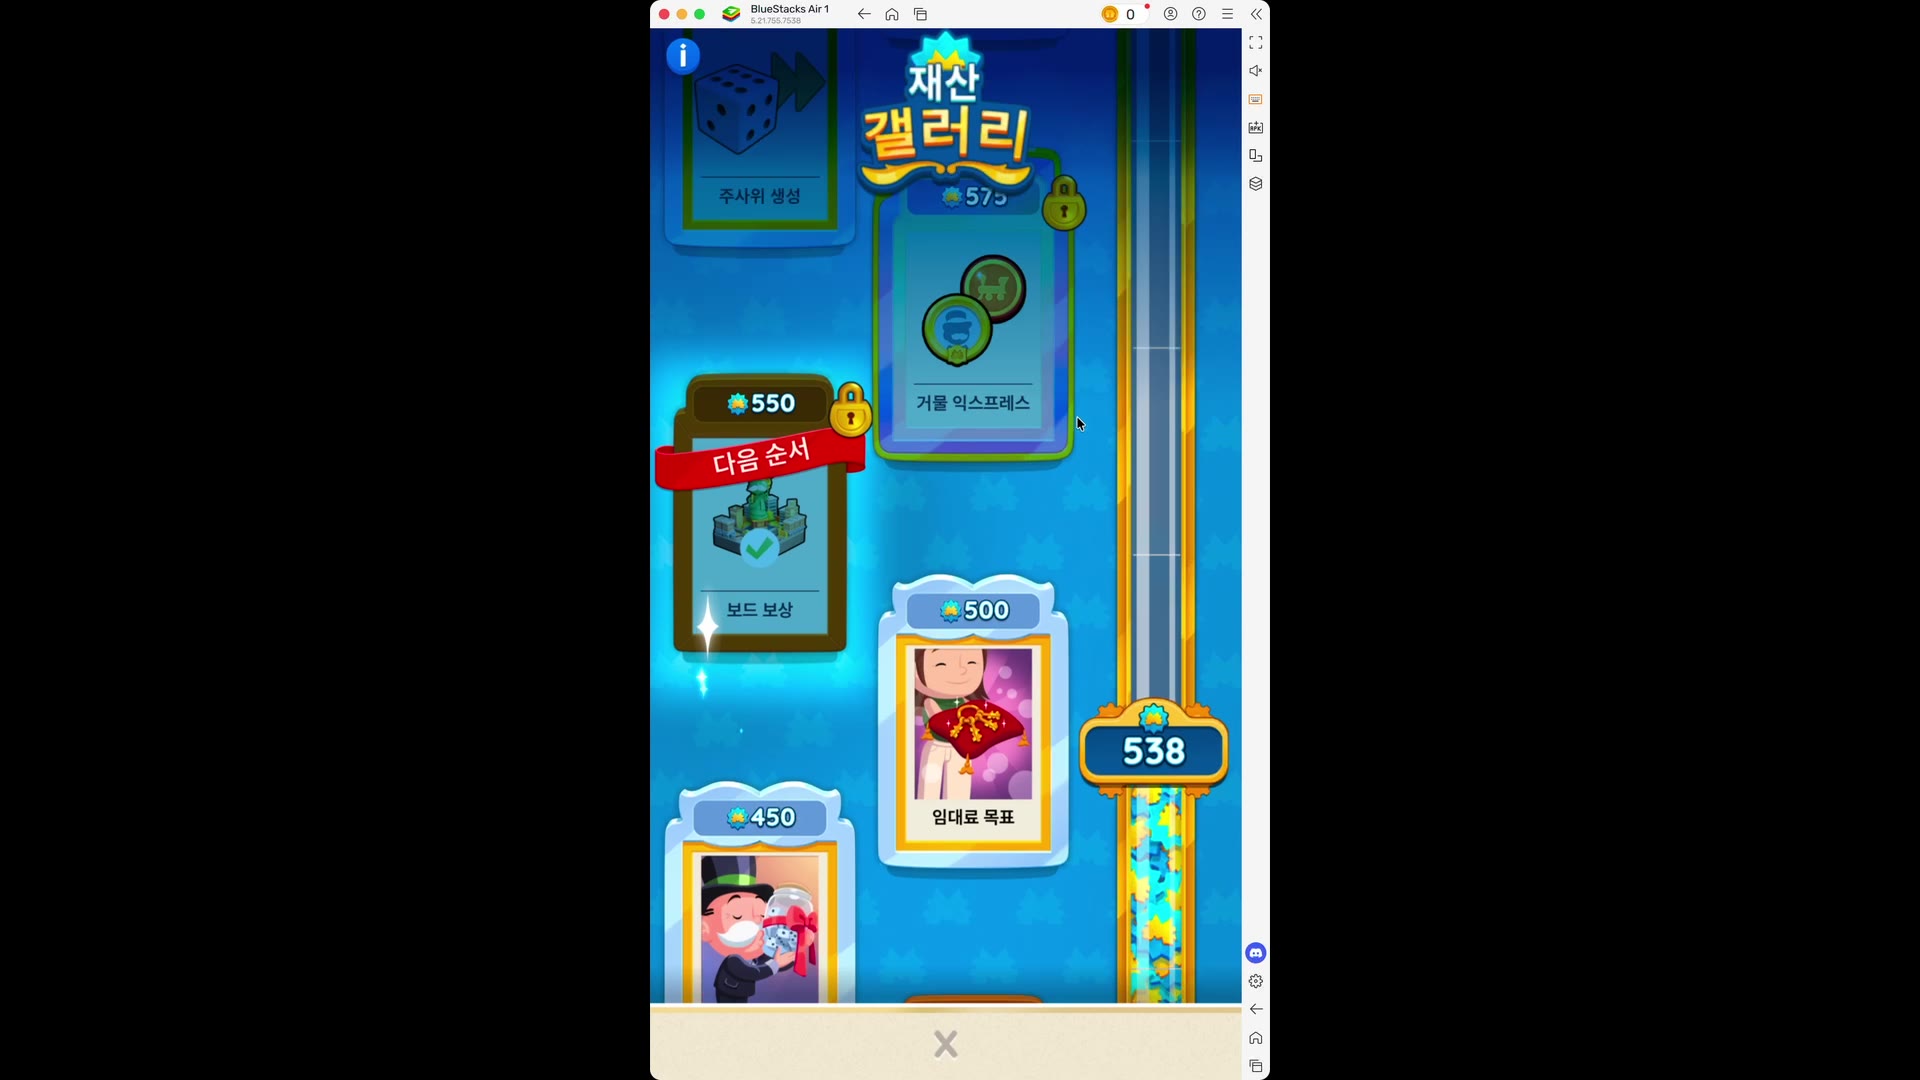 BlueStacks Air 1
5.21.755.7538
0
재산
갤러리
주사위 생성
575
거물 익스프레스
550
다음 순서
보드 보상
500
임대료 목표
538
450